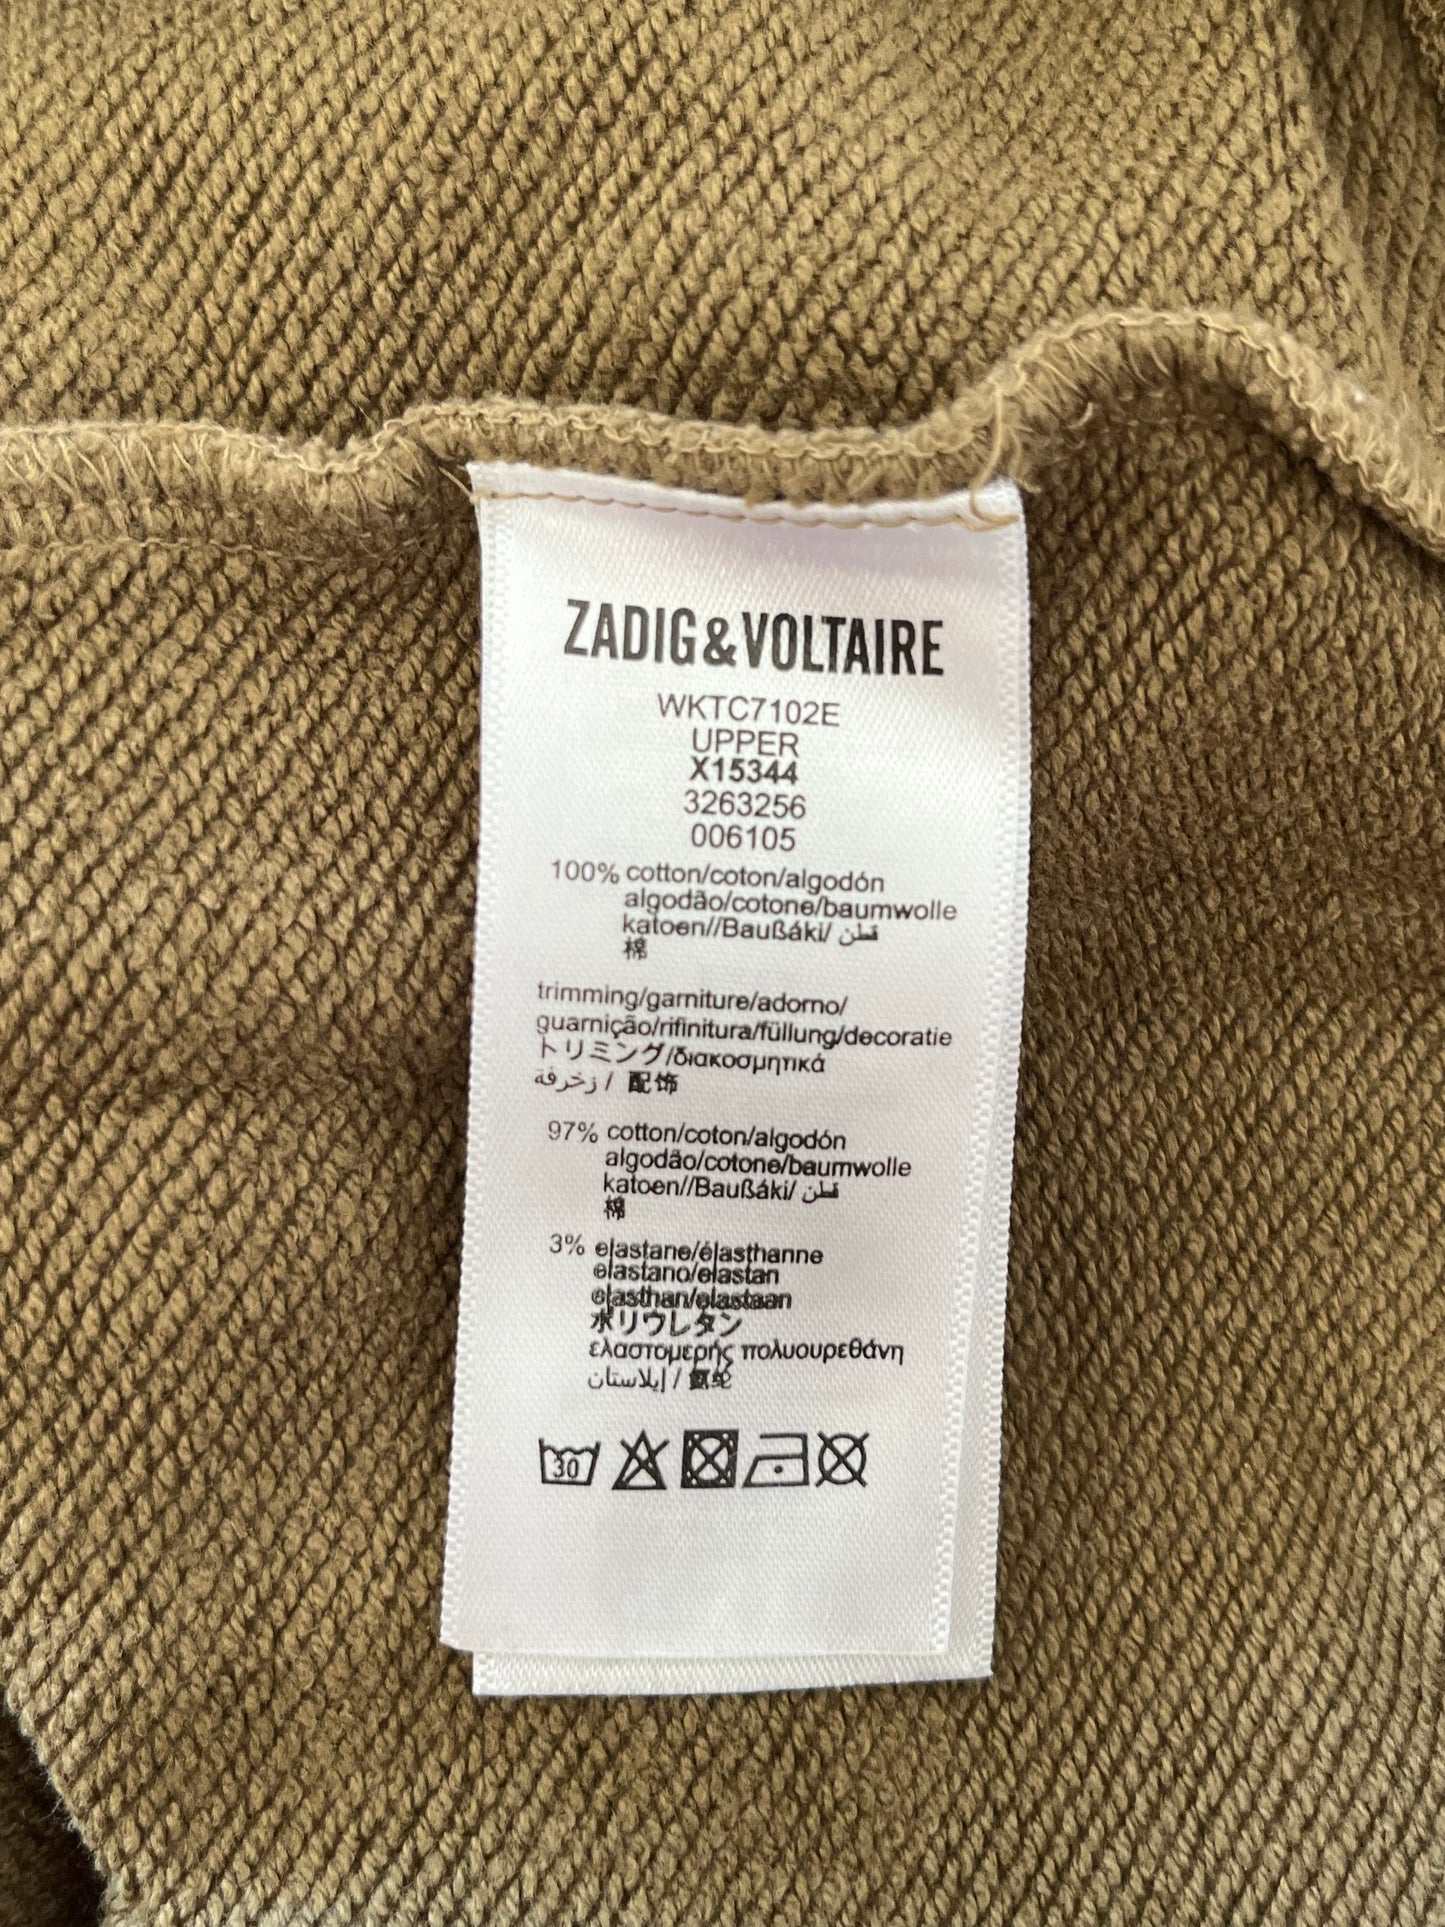 ZADIG&VOLTAIRE
WKTC7102E
UPPER
X15344
3263256
006105
100% cotton/coton/algodón
algodão/cotone/baumwolle
katoen//Baußáki/ قطن
棉
trimming/garniture/adorno/
guarnição/rifinitura/füllung/decoratie
トリミング/διακοσμητικά
زخرفة / 配饰
97% cotton/coton/algodón
algodão/cotone/baumwolle
katoen//Baußáki/ قطن
棉
3% elastane/élasthanne
elastano/elastan
elasthan/elastaan
ポリウレタン
ελαστομερής πολυουρεθάνη
إيلاستان / 氨纶
30